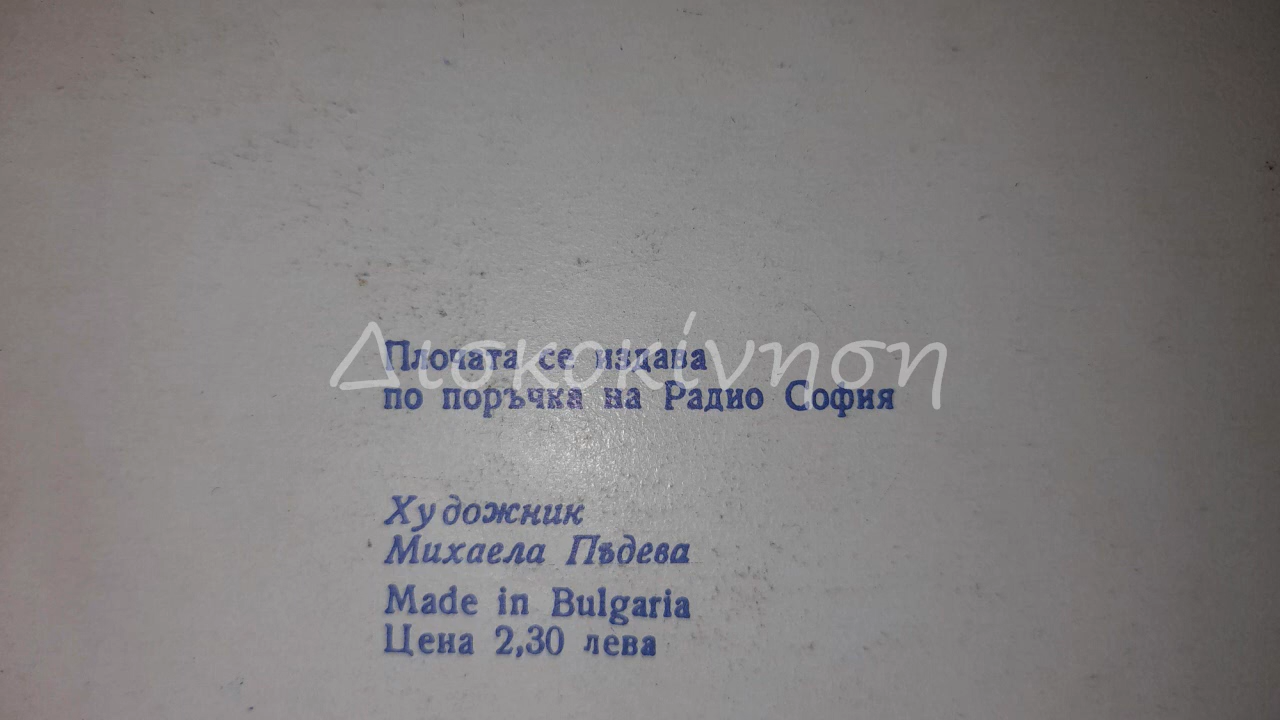 Плочата се издава
по поръчка на Радио София
Δισκοκίνηση
Художник
Михаела Пъдева
Made in Bulgaria
Цена 2,30 лева